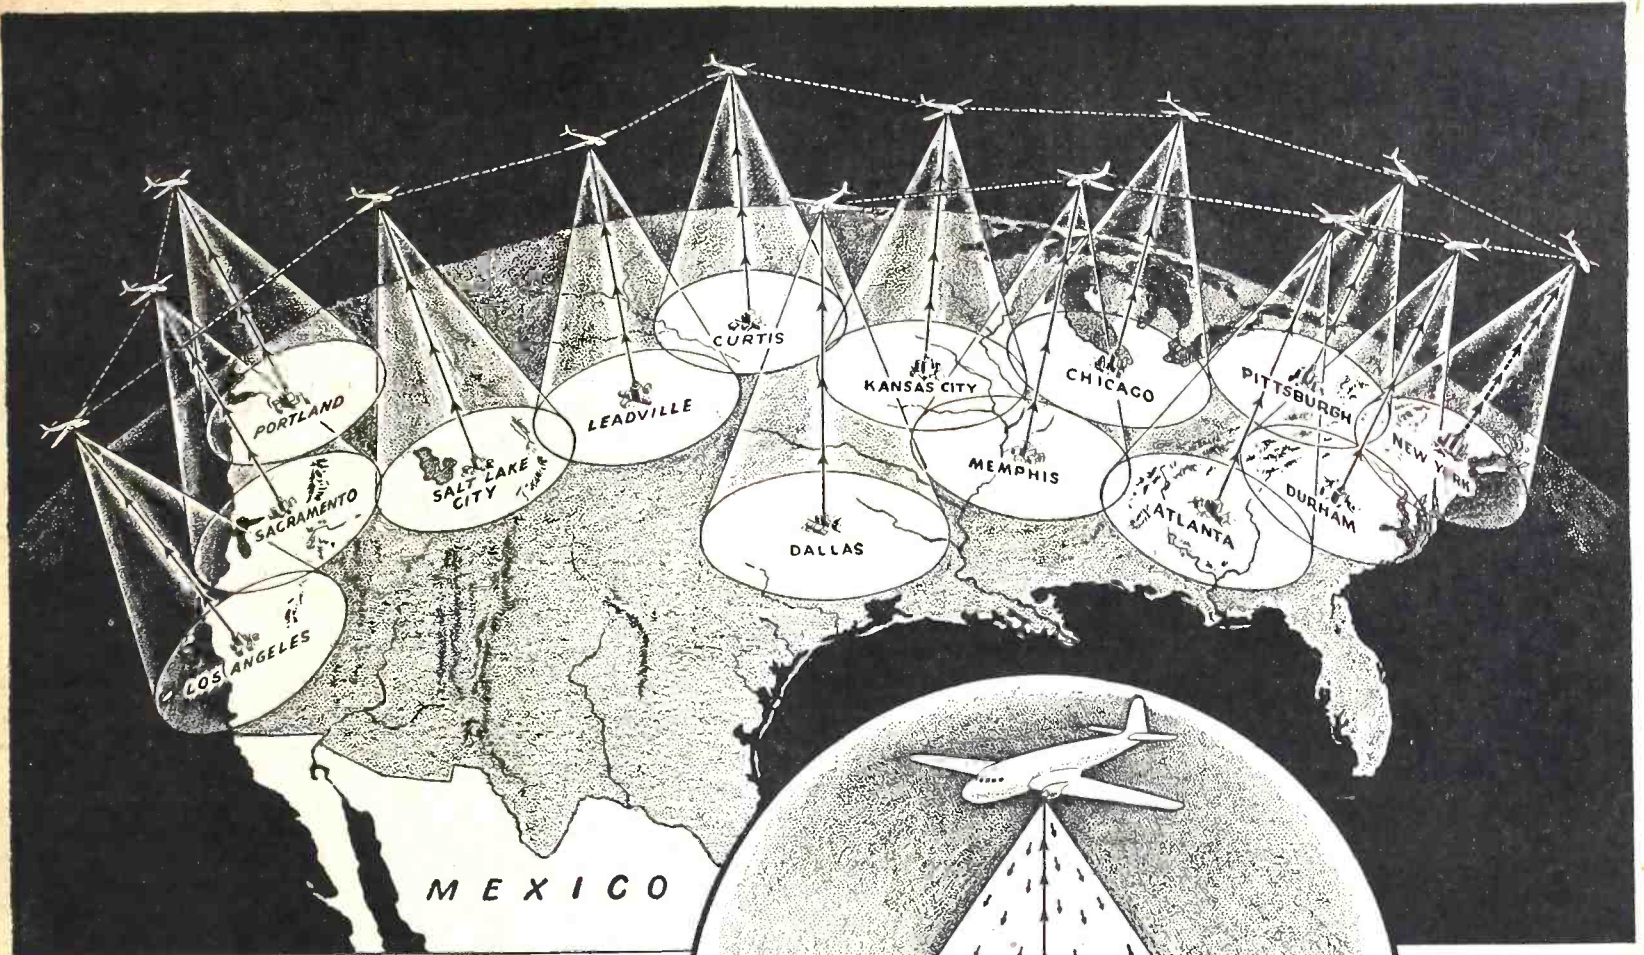 CURTIS
PORTLAND
LEADVILLE
KANSAS CITY
CHICAGO
PITTSBURGH
SALT LAKE
CITY
MEMPHIS
NEW Y RK
SACRAMENTO
DALLAS
ATLANTA
DURHAM
LOS ANGELES
MEXICO